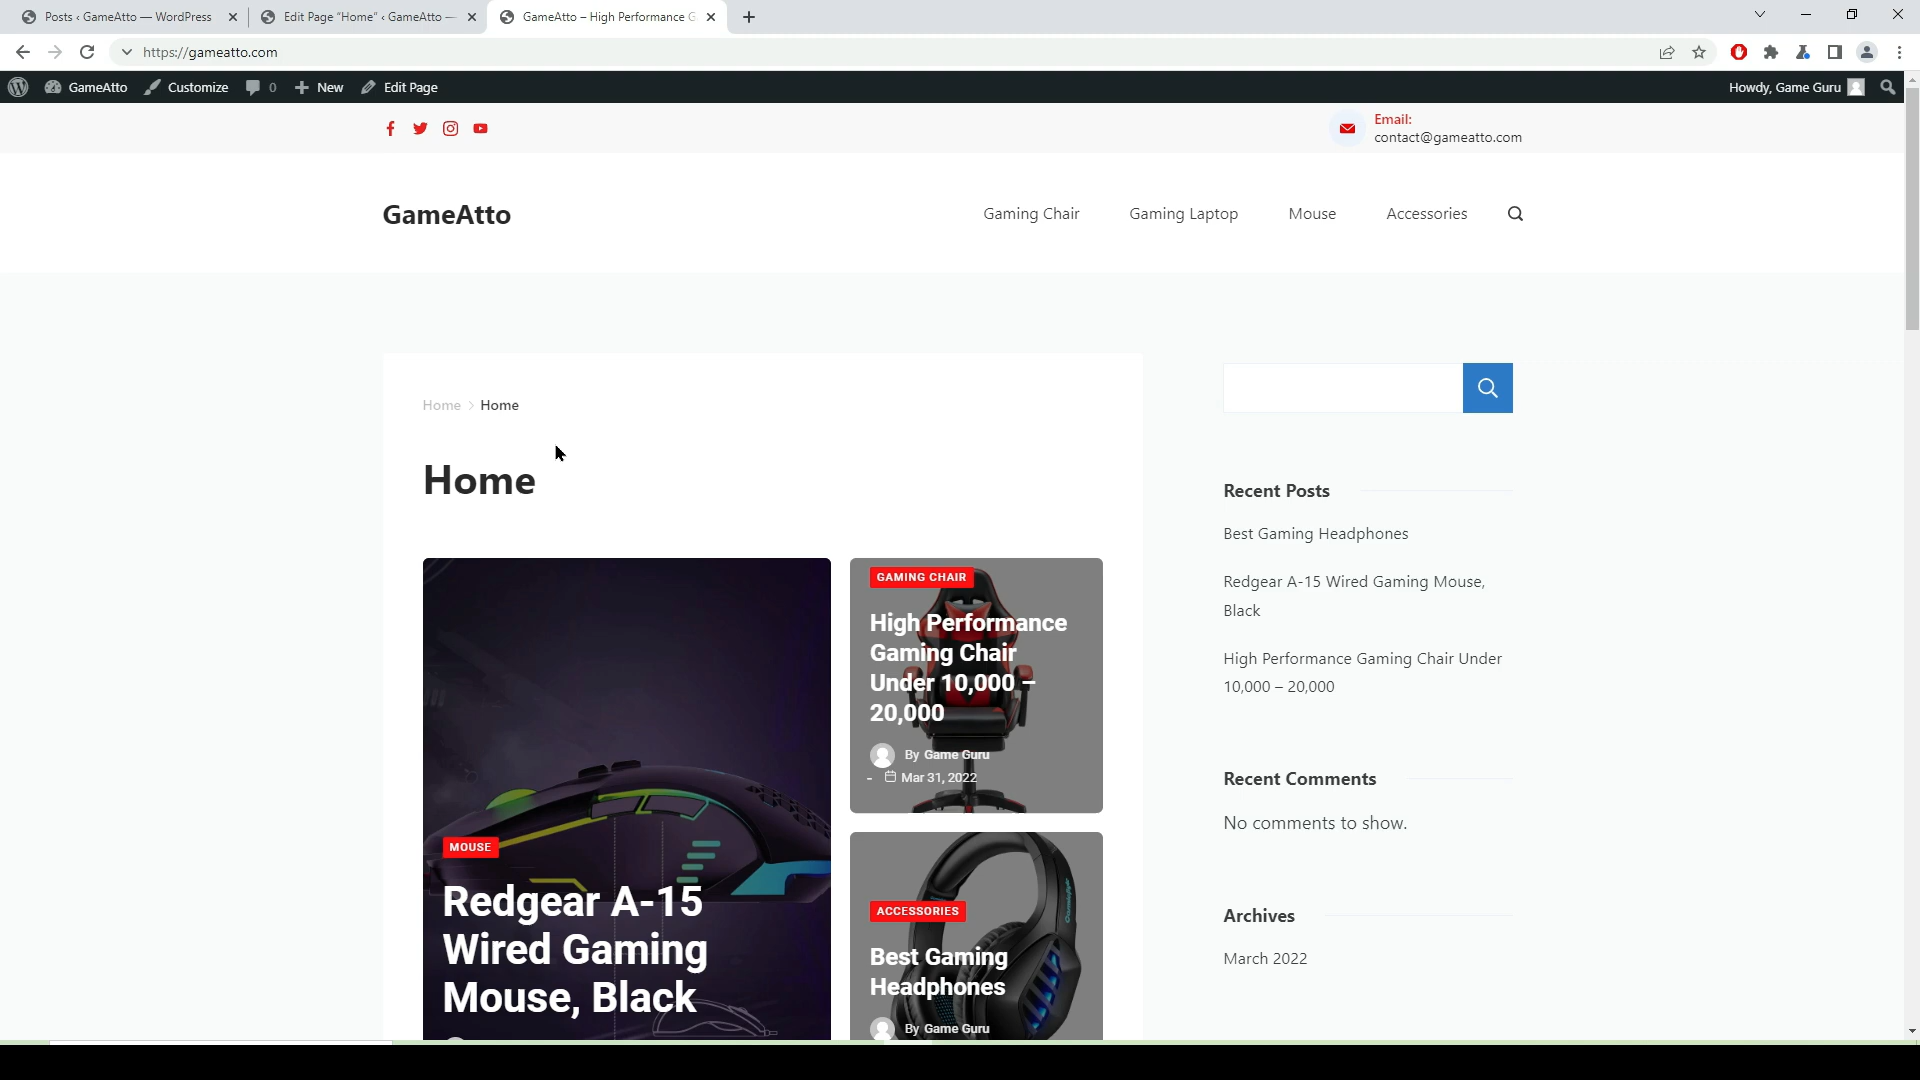 Posts ‹ GameAtto — WordPress
Edit Page "Home" ‹ GameAtto —
GameAtto – High Performance G
https://gameatto.com
GameAtto
Customize
0
New
Edit Page
Howdy, Game Guru
Email:
contact@gameatto.com
GameAtto
Gaming Chair
Gaming Laptop
Mouse
Accessories
Home > Home
Home
GAMING CHAIR
High Performance
Gaming Chair
Under 10,000 –
20,000
By Game Guru
- Mar 31, 2022
MOUSE
Redgear A-15
Wired Gaming
Mouse, Black
ACCESSORIES
Best Gaming
Headphones
By Game Guru
Recent Posts
Best Gaming Headphones
Redgear A-15 Wired Gaming Mouse,
Black
High Performance Gaming Chair Under
10,000 – 20,000
Recent Comments
No comments to show.
Archives
March 2022